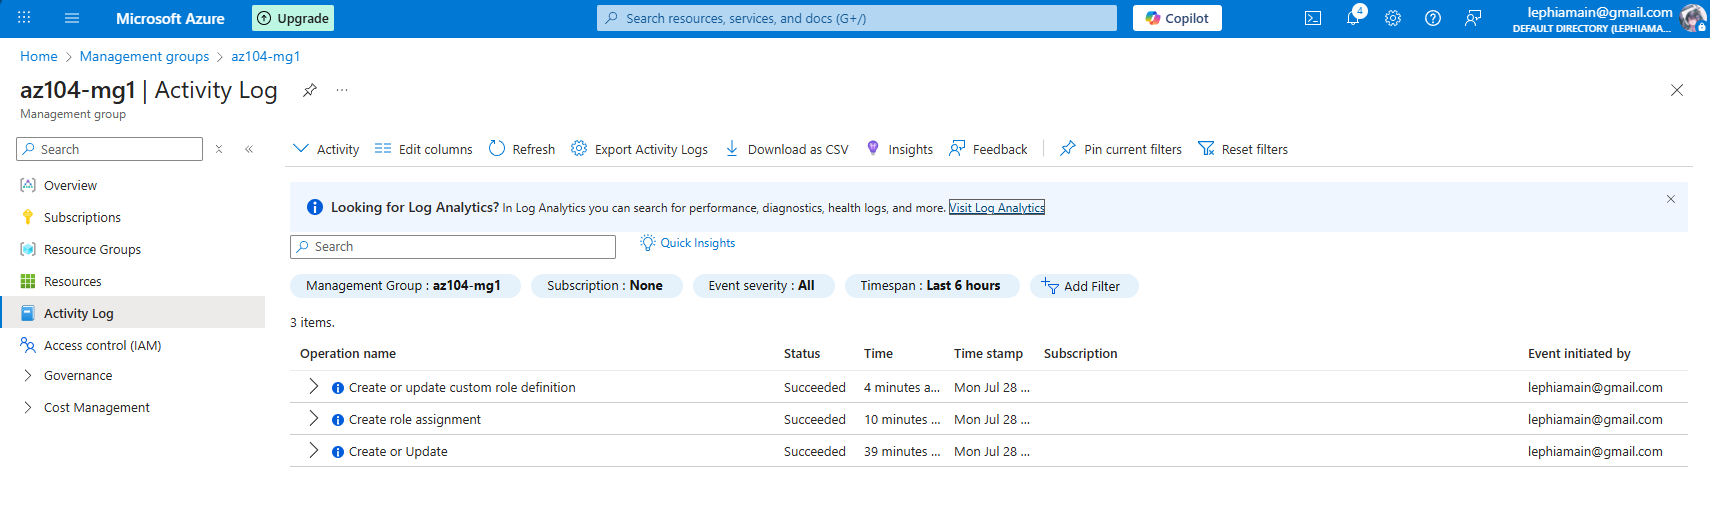 Microsoft Azure
Upgrade
Search resources, services, and docs (G+/)
Copilot
4
lephiamain@gmail.com
DEFAULT DIRECTORY (LEPHIAMA...
Home > Management groups > az104-mg1
az104-mg1 | Activity Log
Management group
Search
Overview
Subscriptions
Resource Groups
Resources
Activity Log
Access control (IAM)
Governance
Cost Management
Activity Edit columns Refresh Export Activity Logs Download as CSV Insights Feedback Pin current filters Reset filters
Looking for Log Analytics? In Log Analytics you can search for performance, diagnostics, health logs, and more. Visit Log Analytics
Search
Quick Insights
Management Group : az104-mg1 Subscription : None Event severity : All Timespan : Last 6 hours Add Filter
3 items.
Operation name Status Time Time stamp Subscription Event initiated by
Create or update custom role definition Succeeded 4 minutes a... Mon Jul 28 ... lephiamain@gmail.com
Create role assignment Succeeded 10 minutes ... Mon Jul 28 ... lephiamain@gmail.com
Create or Update Succeeded 39 minutes ... Mon Jul 28 ... lephiamain@gmail.com